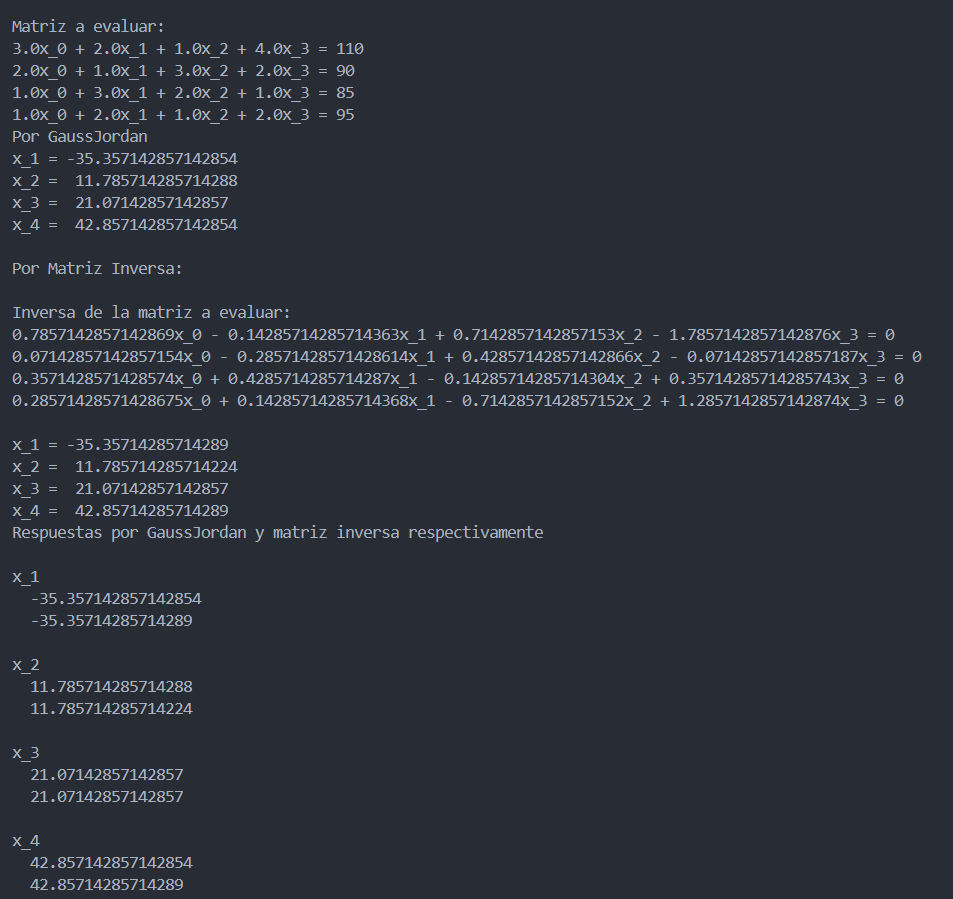 Matriz a evaluar:
3.0x_0 + 2.0x_1 + 1.0x_2 + 4.0x_3 = 110
2.0x_0 + 1.0x_1 + 3.0x_2 + 2.0x_3 = 90
1.0x_0 + 3.0x_1 + 2.0x_2 + 1.0x_3 = 85
1.0x_0 + 2.0x_1 + 1.0x_2 + 2.0x_3 = 95
Por GaussJordan
x_1 = -35.357142857142854
x_2 =  11.785714285714288
x_3 =  21.07142857142857
x_4 =  42.857142857142854
Por Matriz Inversa:
Inversa de la matriz a evaluar:
0.7857142857142869x_0 - 0.14285714285714363x_1 + 0.7142857142857153x_2 - 1.7857142857142876x_3 = 0
0.07142857142857154x_0 - 0.28571428571428614x_1 + 0.42857142857142866x_2 - 0.07142857142857187x_3 = 0
0.3571428571428574x_0 + 0.4285714285714287x_1 - 0.14285714285714304x_2 + 0.35714285714285743x_3 = 0
0.28571428571428675x_0 + 0.14285714285714368x_1 - 0.7142857142857152x_2 + 1.2857142857142874x_3 = 0
x_1 = -35.35714285714289
x_2 =  11.785714285714224
x_3 =  21.07142857142857
x_4 =  42.85714285714289
Respuestas por GaussJordan y matriz inversa respectivamente
x_1
-35.357142857142854
-35.35714285714289
x_2
11.785714285714288
11.785714285714224
x_3
21.07142857142857
21.07142857142857
x_4
42.857142857142854
42.85714285714289